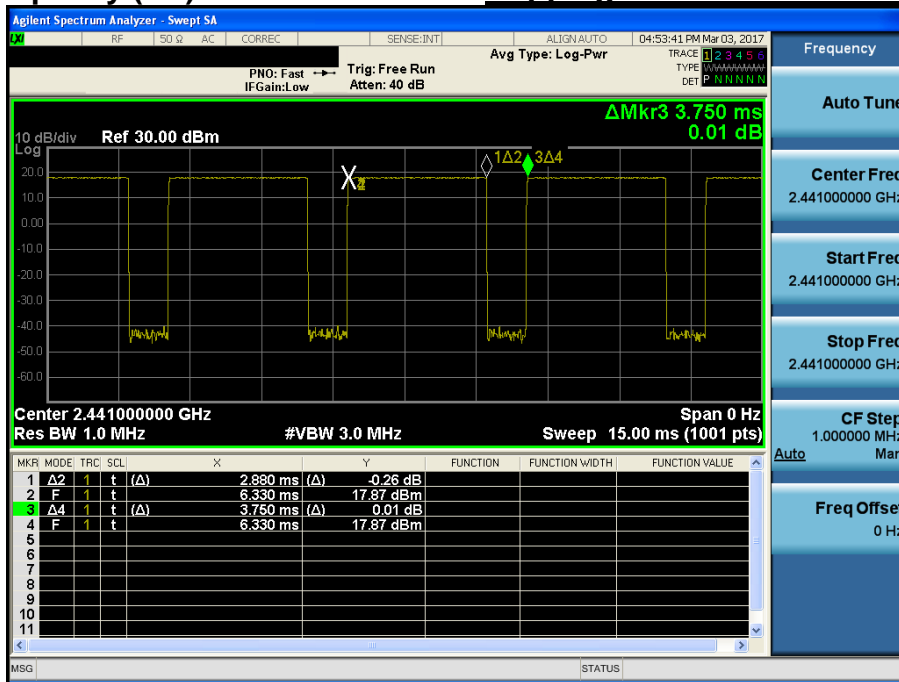 Agilent Spectrum Analyzer - Swept SA
LXI RF 50 Ω AC CORREC SENSE:INT ALIGN AUTO 04:53:41 PM Mar 03, 2017
PNO: Fast
IFGain:Low
Trig: Free Run
Atten: 40 dB
Avg Type: Log-Pwr
TRACE 1 2 3 4 5 6
TYPE WWWWWW
DET P N N N N N
ΔMkr3 3.750 ms
0.01 dB
10 dB/div Ref 30.00 dBm
Log
1Δ2 3Δ4
20.0
10.0
0.00
-10.0
-20.0
-30.0
-40.0
-50.0
-60.0
Center 2.441000000 GHz Span 0 Hz
Res BW 1.0 MHz #VBW 3.0 MHz Sweep 15.00 ms (1001 pts)
MKR MODE TRC SCL X Y FUNCTION FUNCTION WIDTH FUNCTION VALUE
1 Δ2 1 t (Δ) 2.880 ms (Δ) -0.26 dB
2 F 1 t 6.330 ms 17.87 dBm
3 Δ4 1 t (Δ) 3.750 ms (Δ) 0.01 dB
4 F 1 t 6.330 ms 17.87 dBm
5
6
7
8
9
10
11
MSG STATUS
Frequency
Auto Tune
Center Freq
2.441000000 GHz
Start Freq
2.441000000 GHz
Stop Freq
2.441000000 GHz
CF Step
1.000000 MHz
Auto Man
Freq Offset
0 Hz